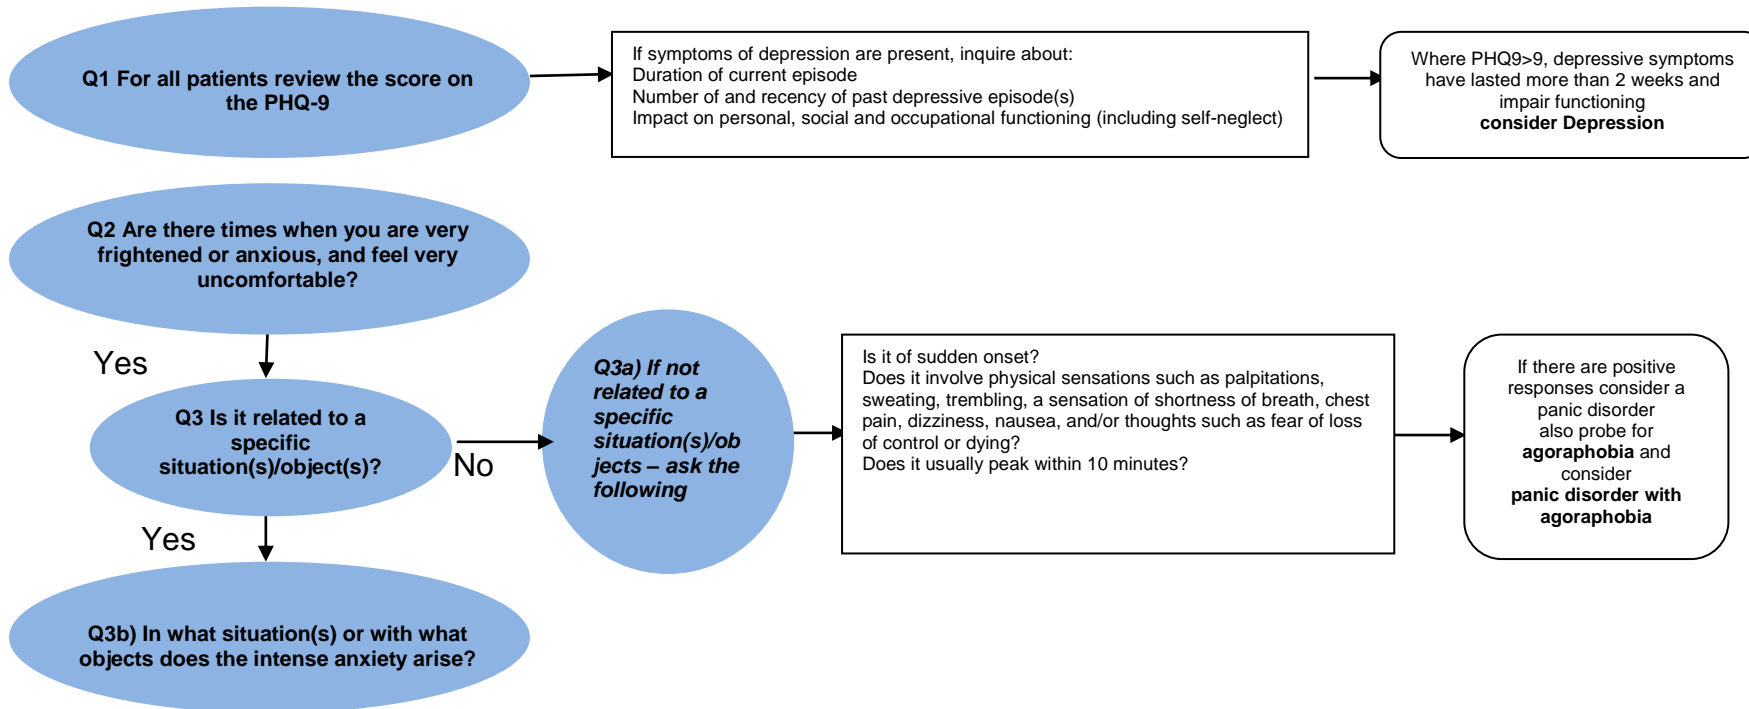 Q1 For all patients review the score on
the PHQ-9
If symptoms of depression are present, inquire about:
Duration of current episode
Number of and recency of past depressive episode(s)
Impact on personal, social and occupational functioning (including self-neglect)
Where PHQ9>9, depressive symptoms
have lasted more than 2 weeks and
impair functioning
consider Depression
Q2 Are there times when you are very
frightened or anxious, and feel very
uncomfortable?
Yes
Q3 Is it related to a
specific
situation(s)/object(s)?
No
Q3a) If not
related to a
specific
situation(s)/ob
jects – ask the
following
Is it of sudden onset?
Does it involve physical sensations such as palpitations,
sweating, trembling, a sensation of shortness of breath, chest
pain, dizziness, nausea, and/or thoughts such as fear of loss
of control or dying?
Does it usually peak within 10 minutes?
If there are positive
responses consider a
panic disorder
also probe for
agoraphobia and
consider
panic disorder with
agoraphobia
Yes
Q3b) In what situation(s) or with what
objects does the intense anxiety arise?